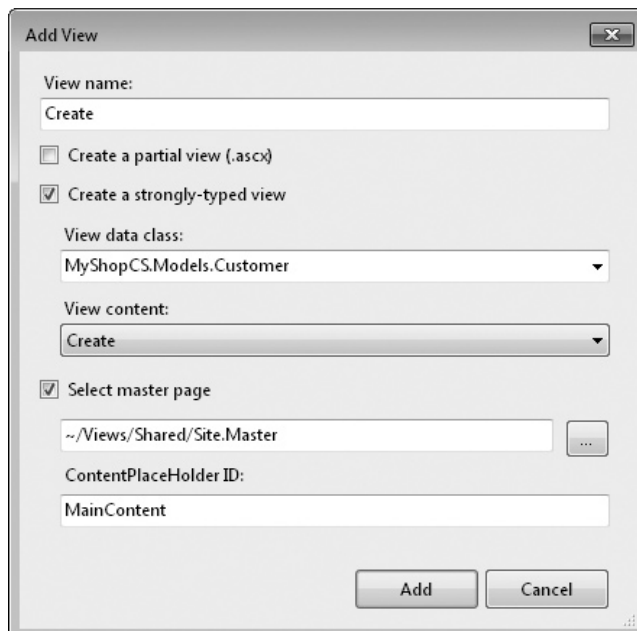 Add View
View name:
Create
Create a partial view (.ascx)
Create a strongly-typed view
View data class:
MyShopCS.Models.Customer
View content:
Create
Select master page
~/Views/Shared/Site.Master
...
ContentPlaceHolder ID:
MainContent
Add Cancel